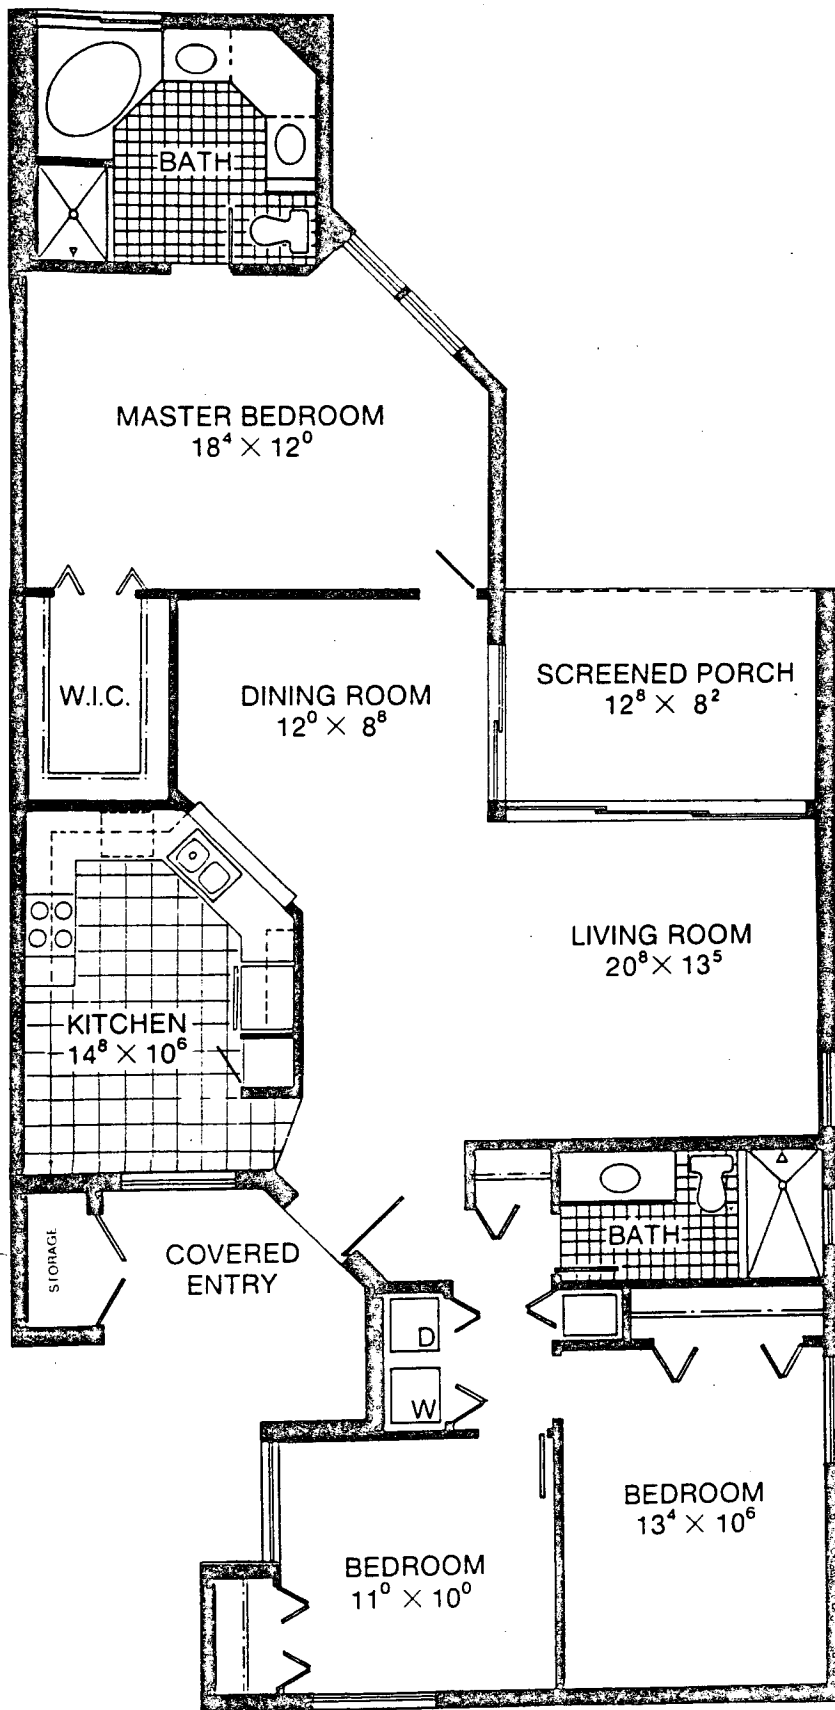 BATH
MASTER BEDROOM
18⁴ × 12⁰
W.I.C.
DINING ROOM
12⁰ × 8⁸
SCREENED PORCH
12⁸ × 8²
LIVING ROOM
20⁸ × 13⁵
KITCHEN
14⁸ × 10⁶
STORAGE
COVERED
ENTRY
BATH
D
W
BEDROOM
13⁴ × 10⁶
BEDROOM
11⁰ × 10⁰